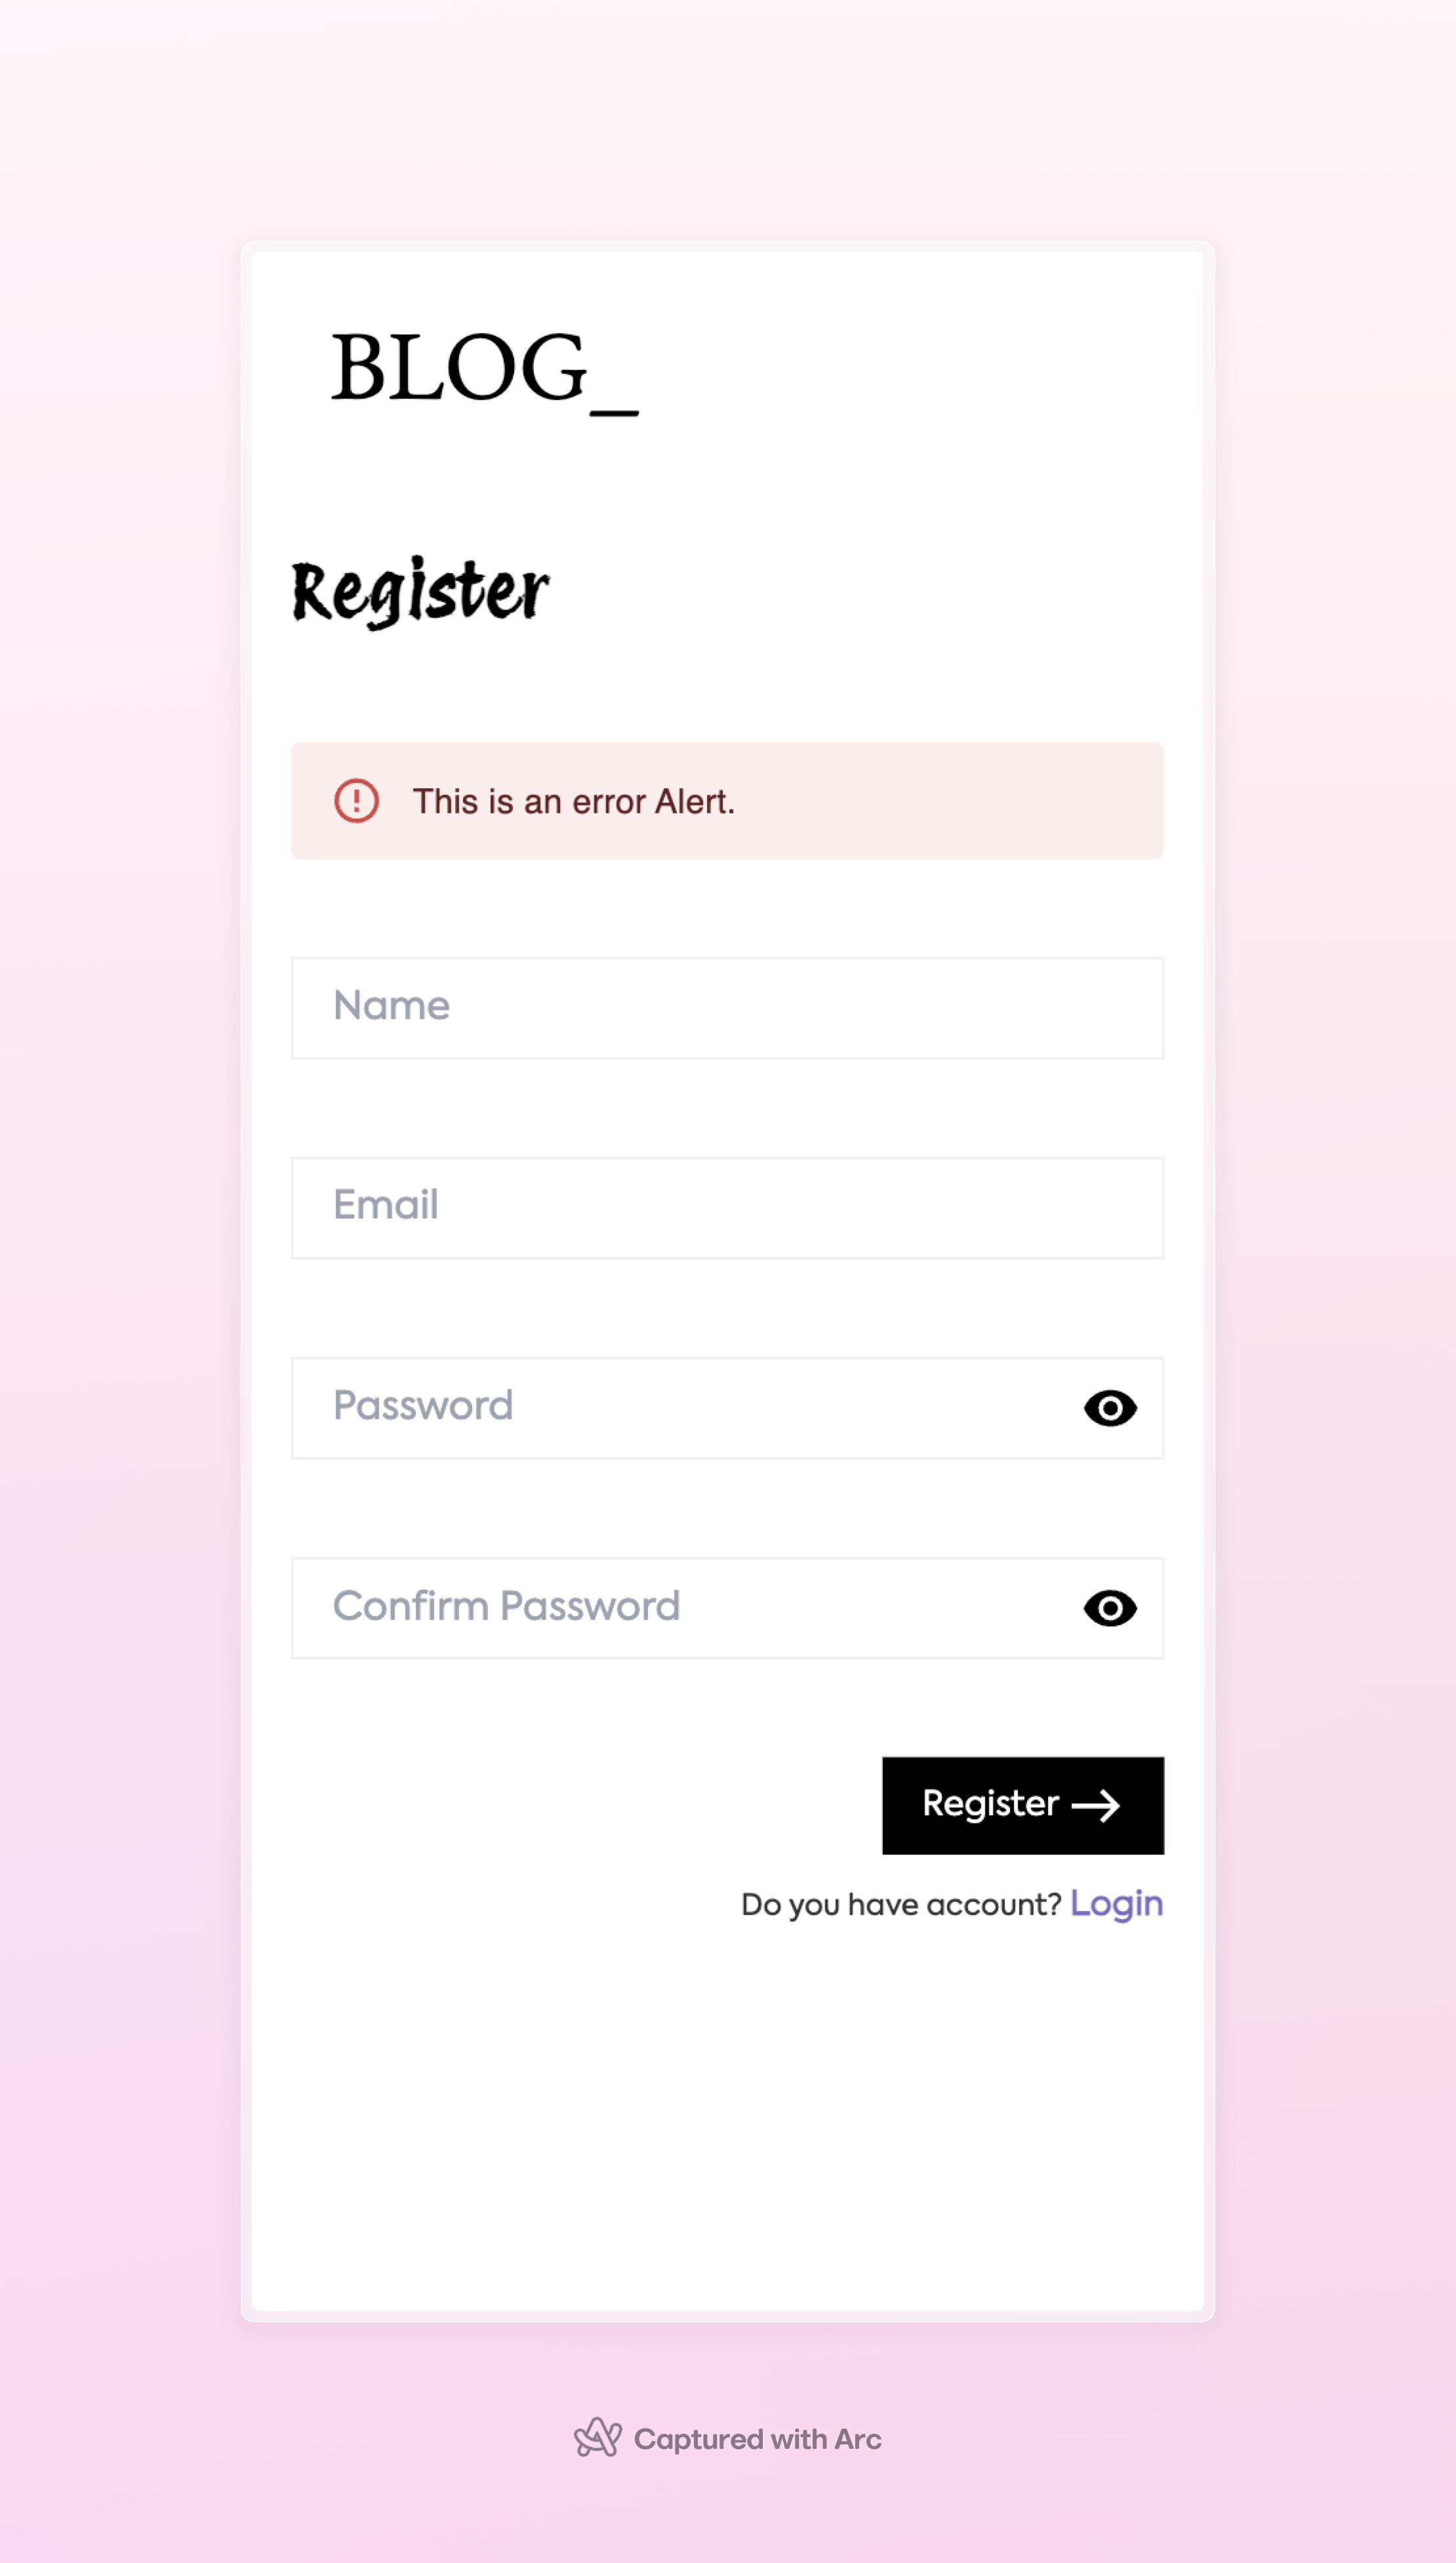 BLOG_
Register
This is an error Alert.
Name
Email
Password
Confirm Password
Register
Do you have account? Login
Captured with Arc